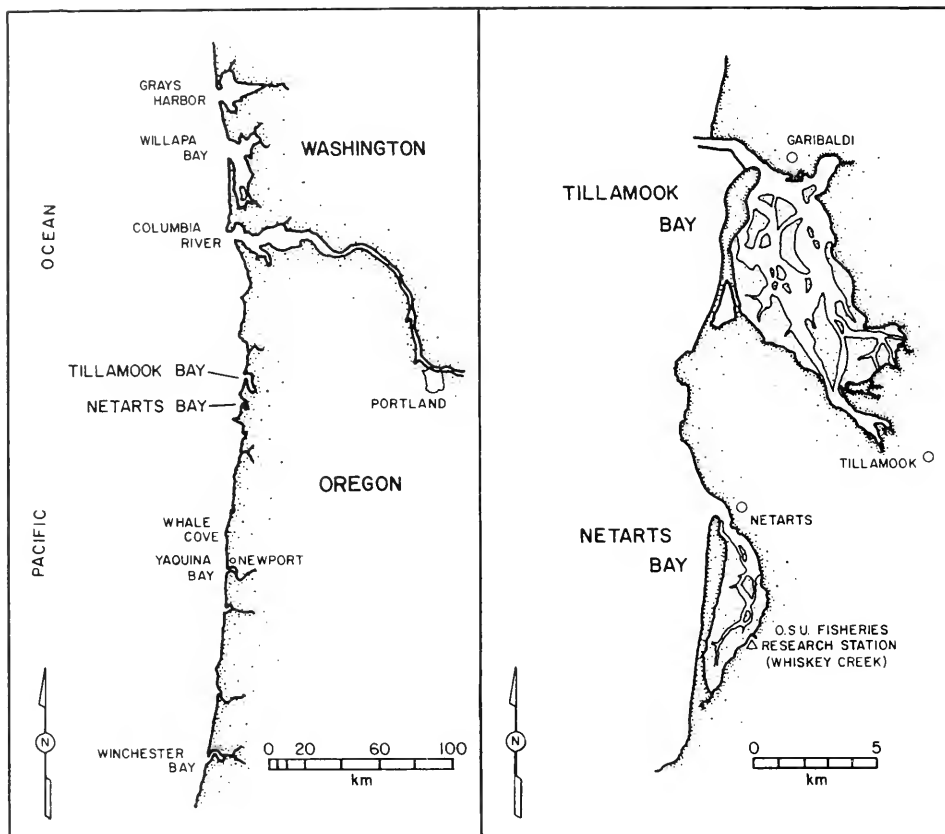 GRAYS
HARBOR
WILLAPA
BAY
WASHINGTON
COLUMBIA
RIVER
OCEAN
TILLAMOOK BAY
NETARTS BAY
PORTLAND
OREGON
WHALE
COVE
NEWPORT
YAQUINA
BAY
PACIFIC
N
WINCHESTER
BAY
0 20 60 100
km
GARIBALDI
TILLAMOOK
BAY
TILLAMOOK
NETARTS
NETARTS
BAY
O.S.U. FISHERIES
RESEARCH STATION
(WHISKEY CREEK)
N
0 5
km